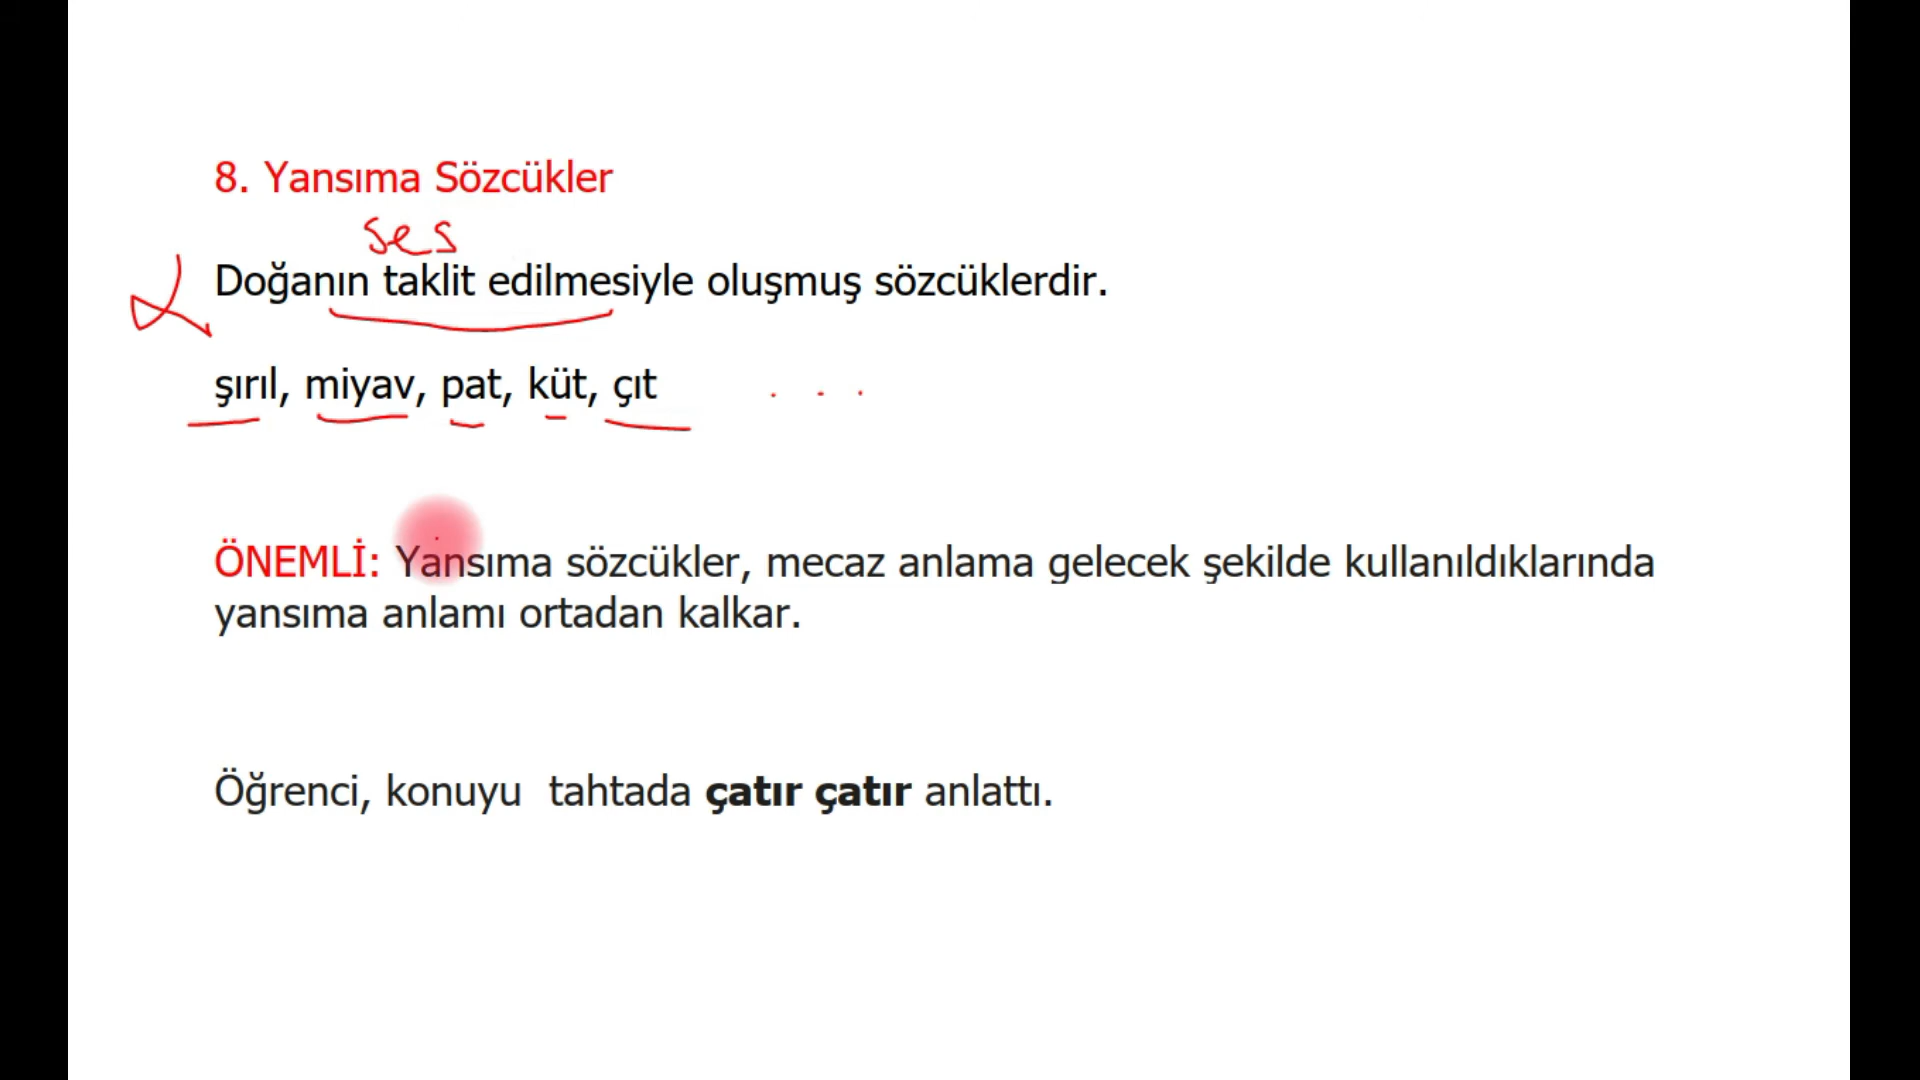 8. Yansıma Sözcükler
ses
Doğanın taklit edilmesiyle oluşmuş sözcüklerdir.
şırıl, miyav, pat, küt, çıt . . .
ÖNEMLİ: Yansıma sözcükler, mecaz anlama gelecek şekilde kullanıldıklarında
yansıma anlamı ortadan kalkar.
Öğrenci, konuyu tahtada çatır çatır anlattı.